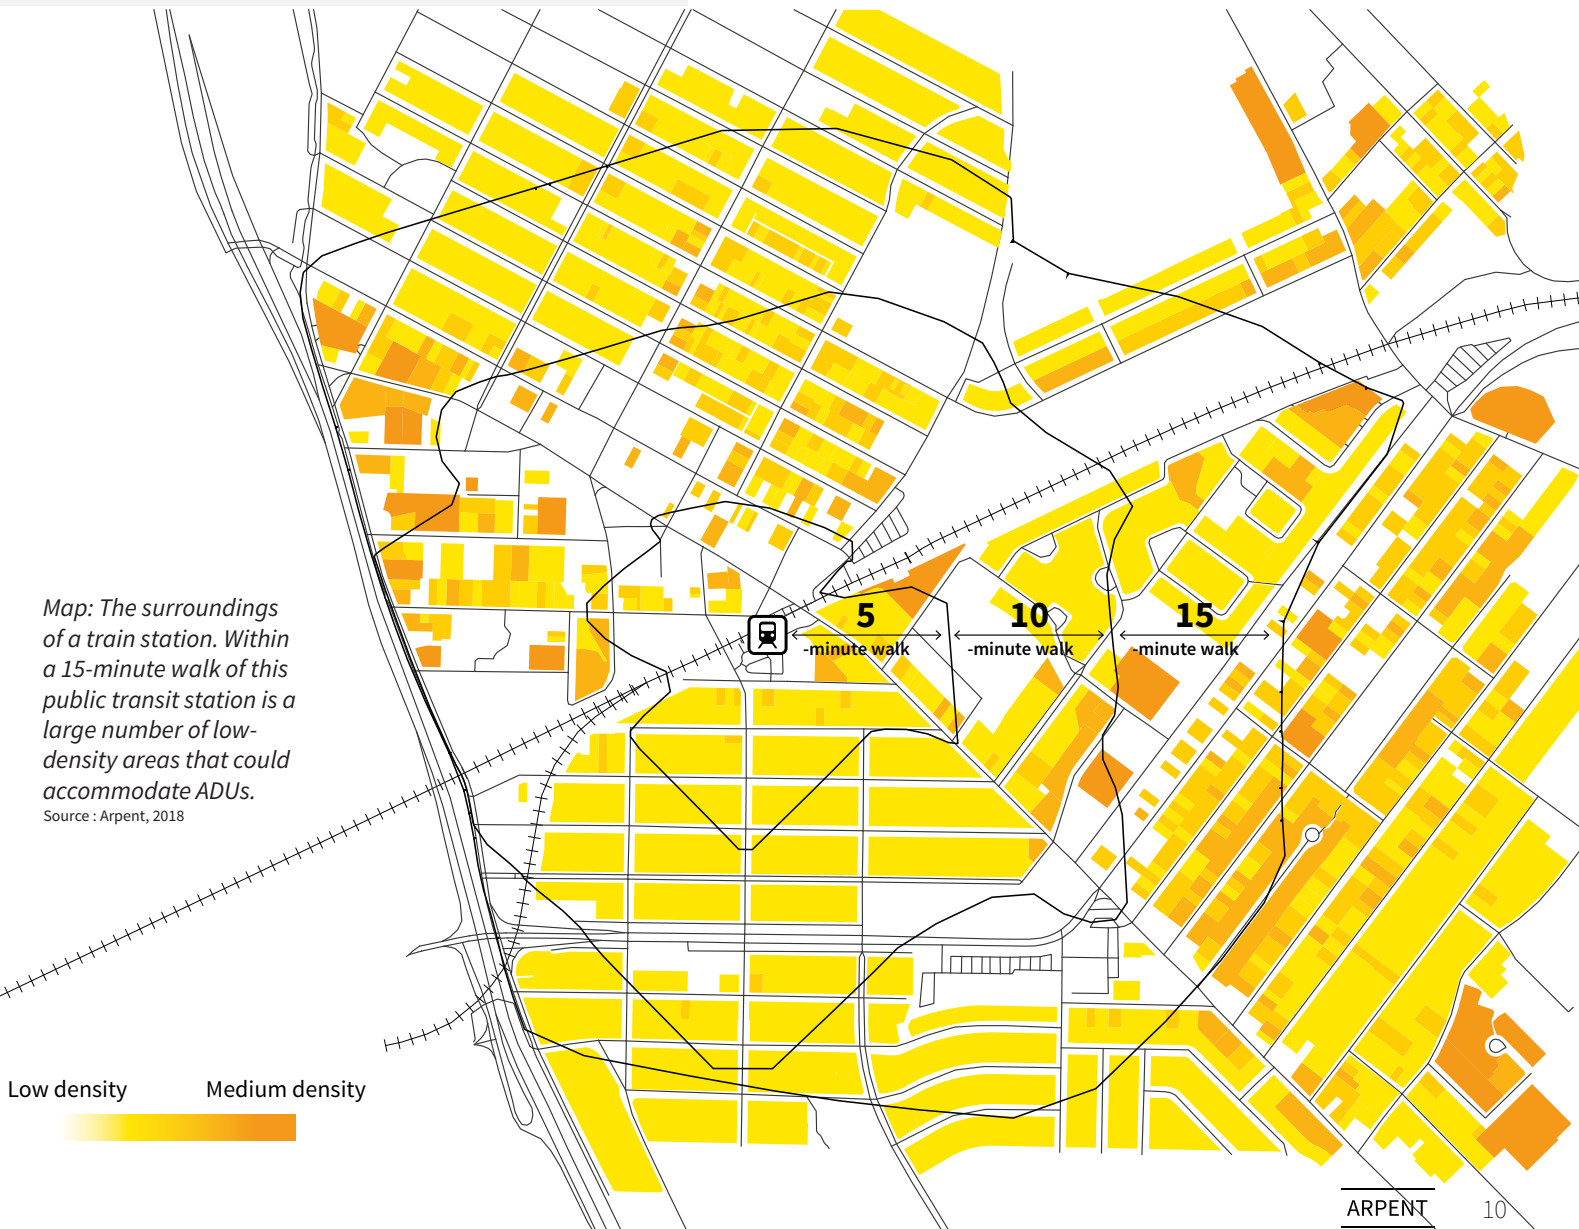 5
-minute walk
10
-minute walk
15
-minute walk
Map: The surroundings
of a train station. Within
a 15-minute walk of this
public transit station is a
large number of low-
density areas that could
accommodate ADUs.
Source : Arpent, 2018
Low density
Medium density
ARPENT
10